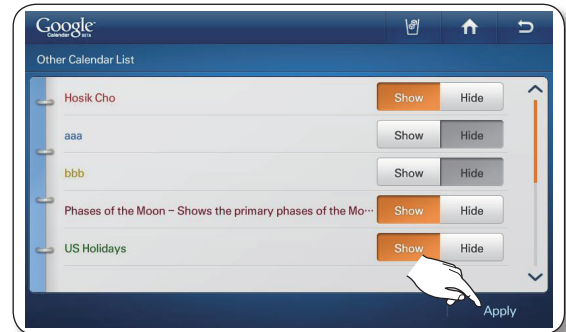 Google
Calendar BETA
Other Calendar List
Hosik Cho Show Hide
aaa Show Hide
bbb Show Hide
Phases of the Moon – Shows the primary phases of the Mo··· Show Hide
US Holidays Show Hide
Apply